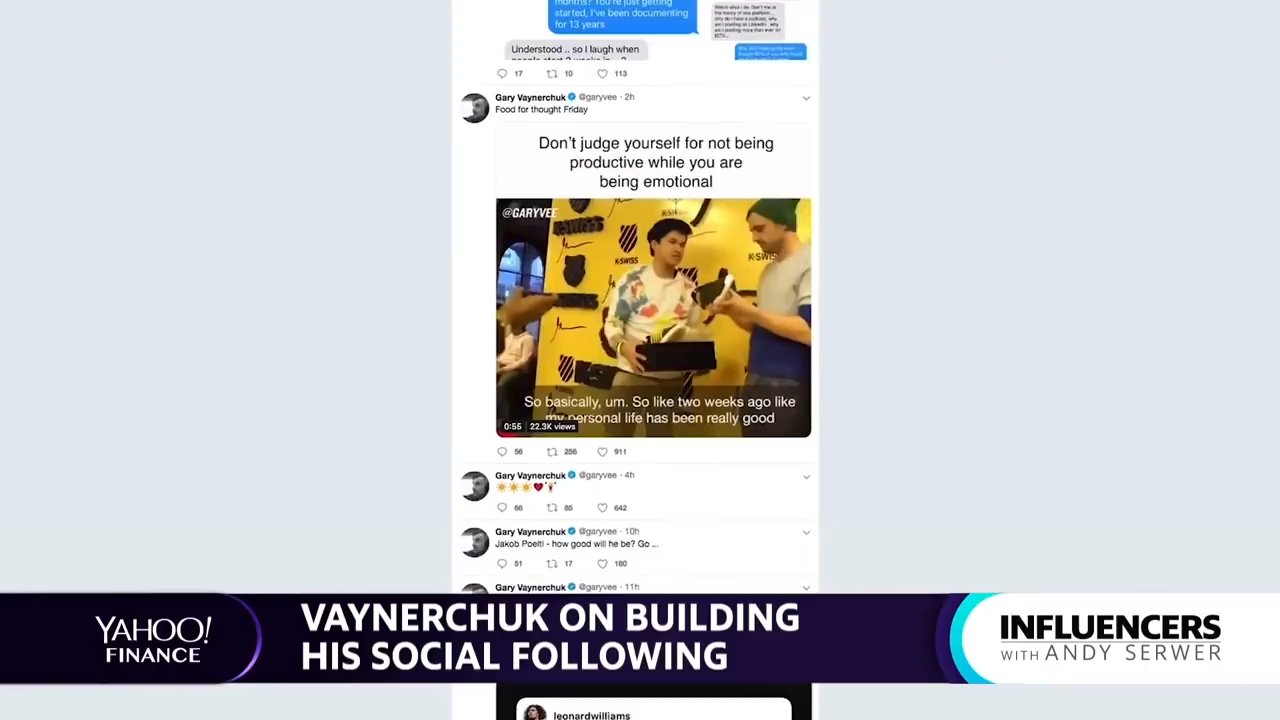 months? You're just getting
started, I've been documenting
for 13 years
Understood .. so I laugh when
17 10 113
Gary Vaynerchuk @garyvee · 2h
Food for thought Friday
Don't judge yourself for not being
productive while you are
being emotional
@GARYVEE
K-SWISS
K-SWISS
K-SWIS
So basically, um. So like two weeks ago like
my personal life has been really good
0:55 22.3K views
56 256 911
Gary Vaynerchuk @garyvee · 4h
66 85 642
Gary Vaynerchuk @garyvee · 10h
Jakob Poeltl - how good will he be? Go ...
51 17 180
Gary Vaynerchuk @garyvee · 11h
YAHOO!
FINANCE
VAYNERCHUK ON BUILDING
HIS SOCIAL FOLLOWING
INFLUENCERS
WITH ANDY SERWER
leonardwilliams